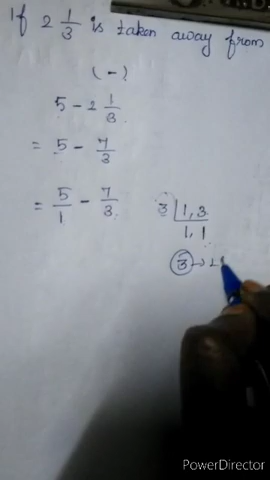 If 2 1/3 is taken away from
(-)
5 - 2 1/3
= 5 - 7/3
= 5/1 - 7/3
3 | 1, 3
1, 1
3 →
PowerDirector